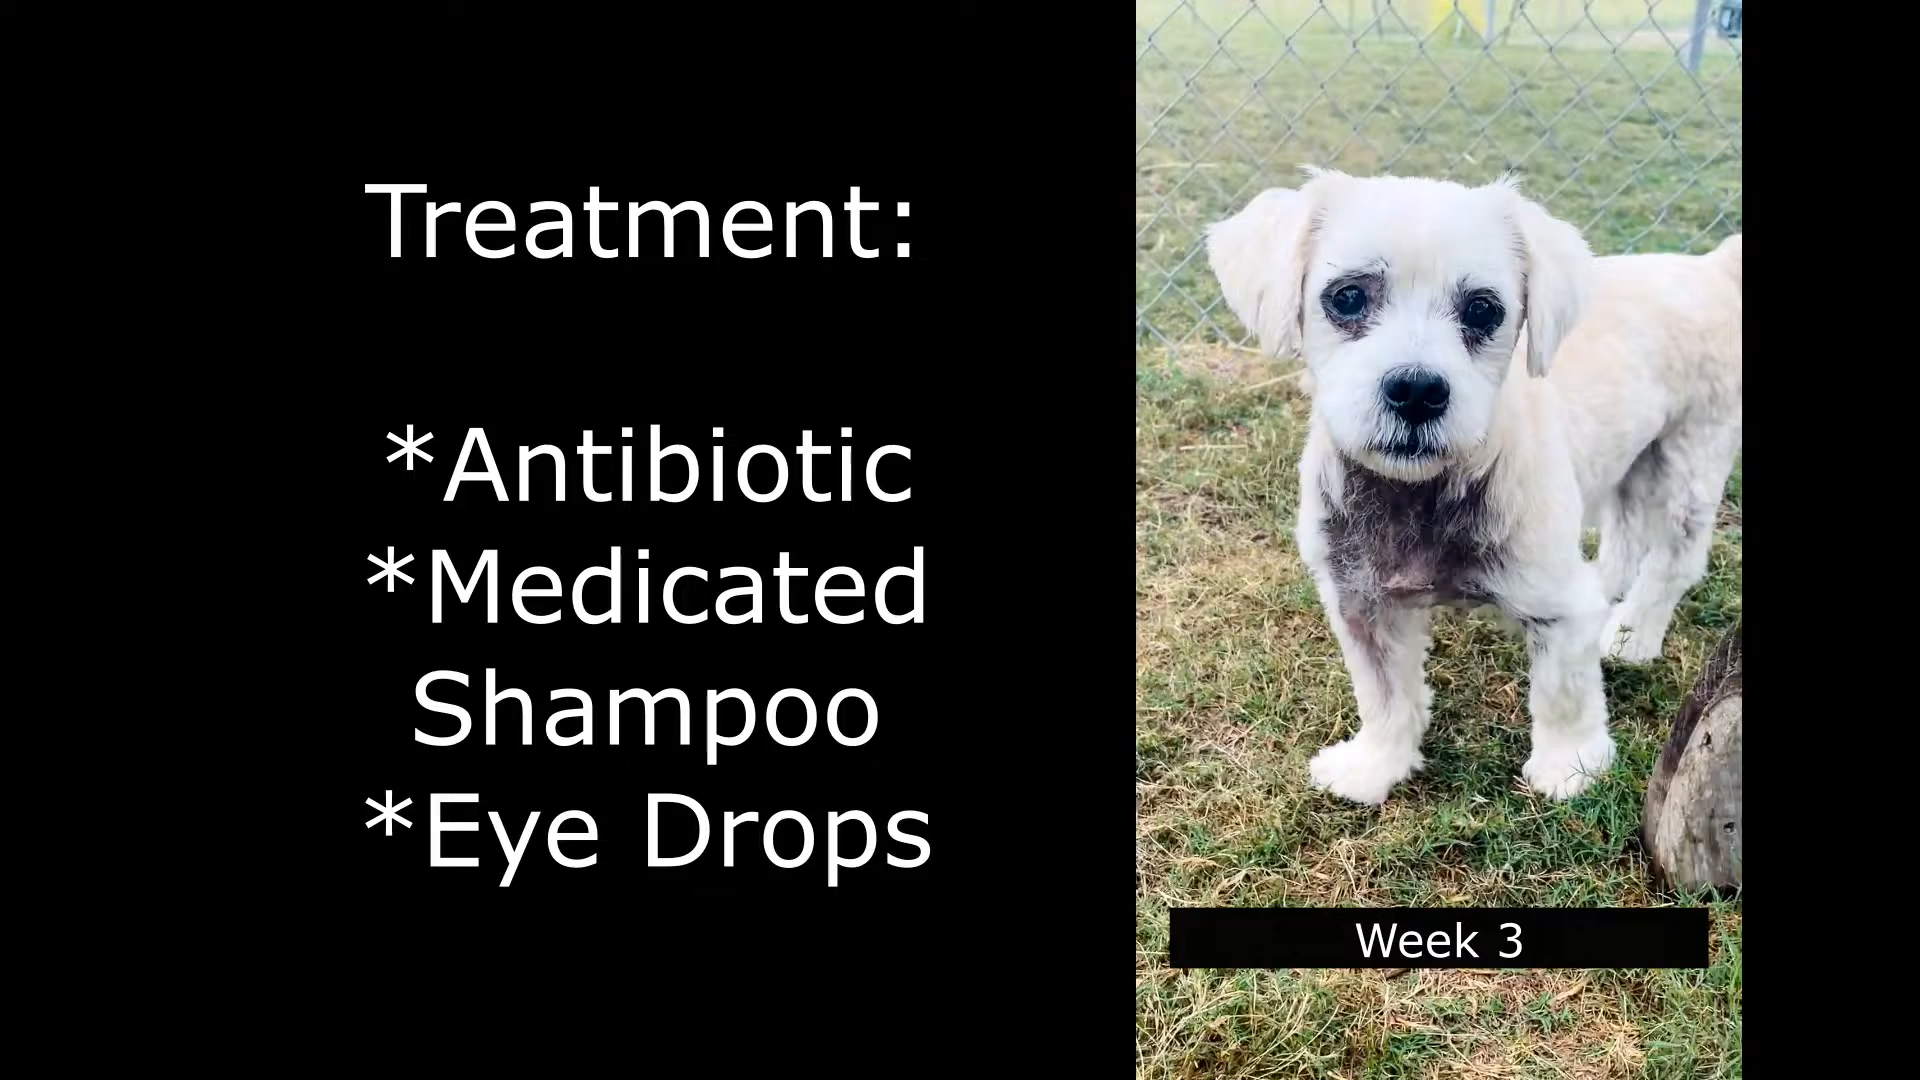 Treatment:
*Antibiotic
*Medicated
Shampoo
*Eye Drops
Week 3